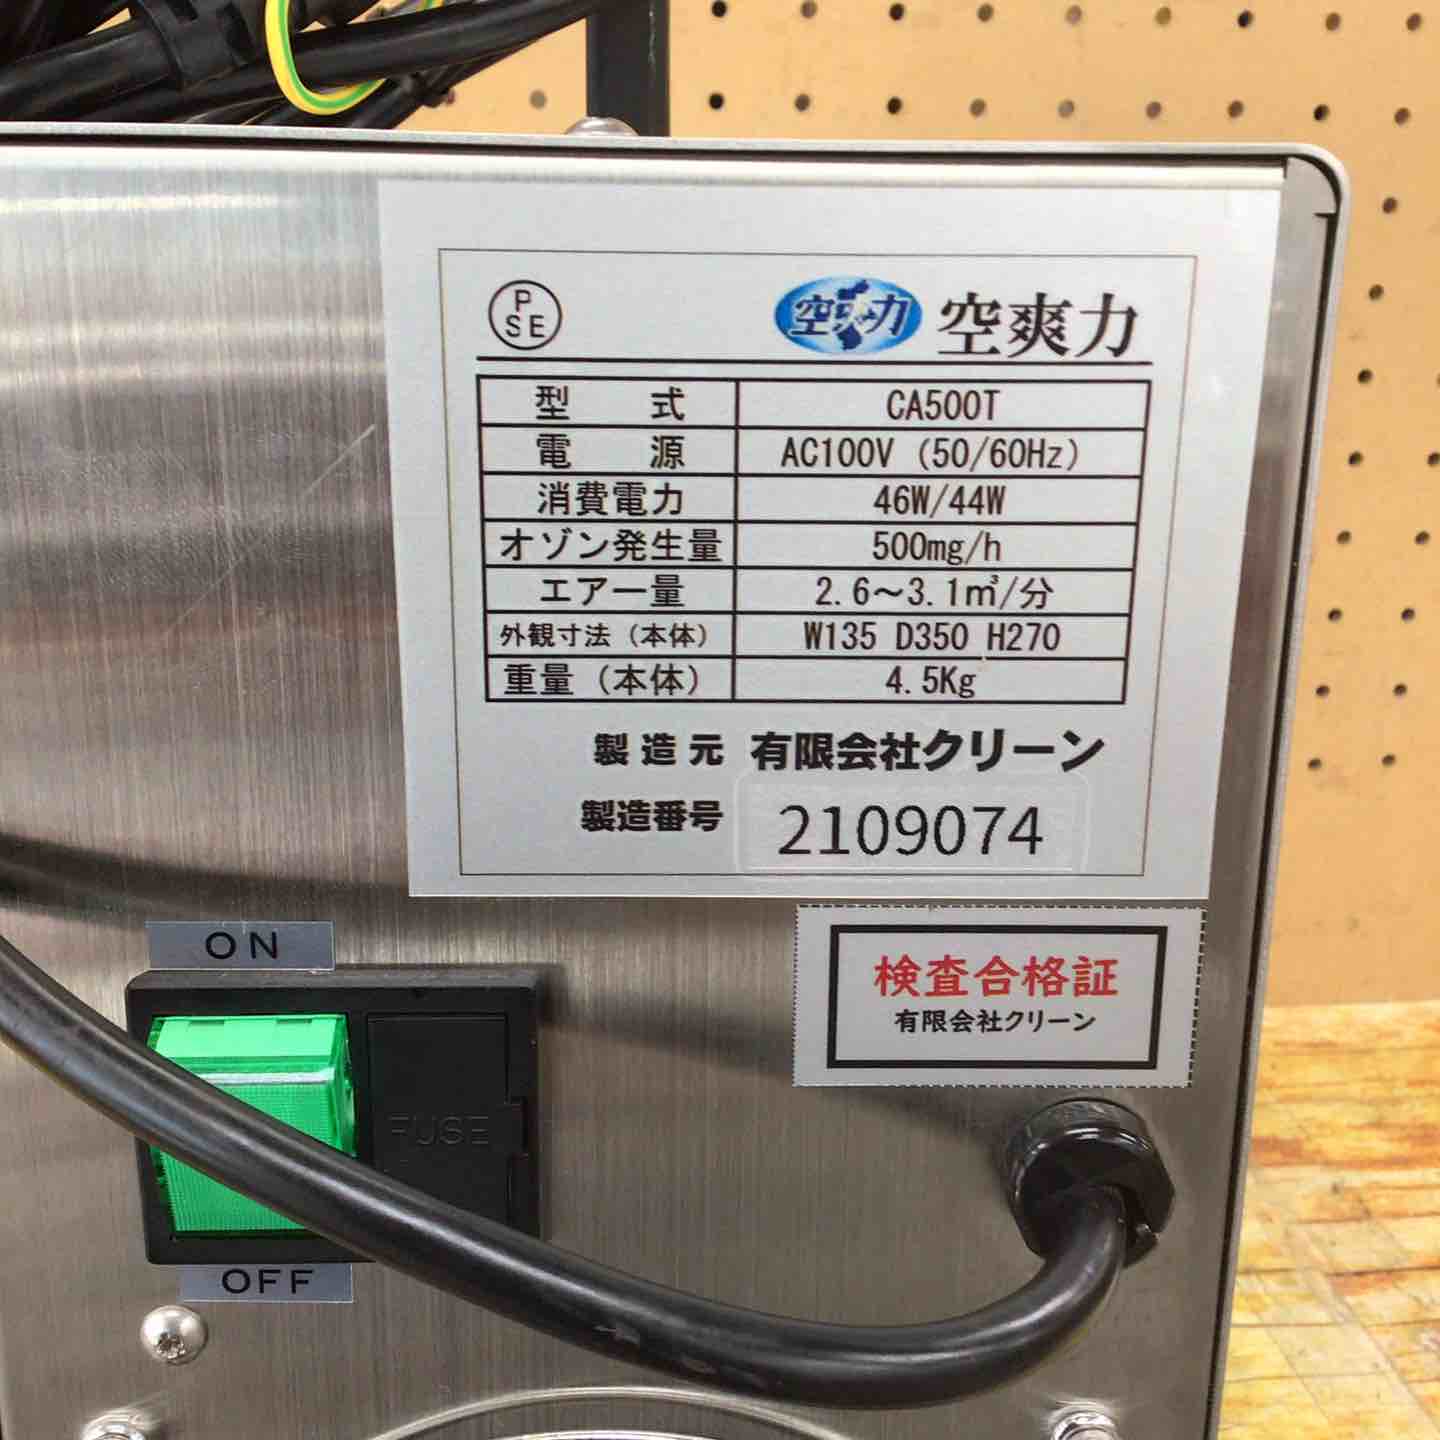 PSE
空爽力 空爽力
型式 CA500T
電源 AC100V (50/60Hz)
消費電力 46W/44W
オゾン発生量 500mg/h
エアー量 2.6～3.1㎥/分
外観寸法(本体) W135 D350 H270
重量(本体) 4.5Kg
製造元 有限会社クリーン
製造番号 2109074
検査合格証
有限会社クリーン
ON
FUSE
OFF